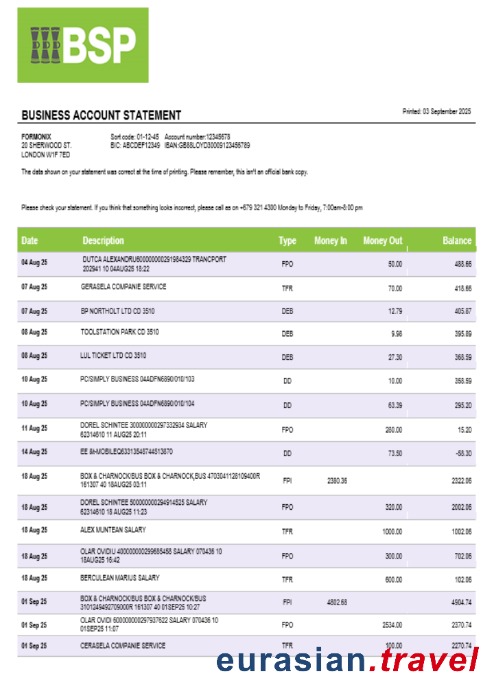 BSP
BUSINESS ACCOUNT STATEMENT
Printed: 03 September 2025
FORMONIX
20 SHERWOOD ST.
LONDON W1F 7ED
Sort code: 01-12-45 Account number:12345678
BIC: ABCDEF12349 IBAN:GB88LOYD30009123456789
The data shown on your statement was correct at the time of printing. Please remember, this isn't an official bank copy.
Please check your statement. If you think that something looks incorrect, please call as on +679 321 4300 Monday to Friday, 7:00am-8:00 pm
Date Description Type Money In Money Out Balance
04 Aug 25 DUTCA ALEXANDRU TRANCPORT FPO 50.00 488.66
202941 10 04AUG25 18:22
07 Aug 25 GERASELA COMPANIE SERVICE TFR 70.00 418.66
07 Aug 25 BP NORTHOLT LTD CD 3510 DEB 12.79 405.87
08 Aug 25 TOOLSTATION PARK CD 3510 DEB 9.98 395.89
08 Aug 25 LUL TICKET LTD CD 3510 DEB 27.30 368.59
10 Aug 25 PC/SIMPLY BUSINESS 04ADFN6890/010/103 DD 10.00 358.59
10 Aug 25 PC/SIMPLY BUSINESS 04ADFN6890/010/104 DD 63.39 295.20
11 Aug 25 DOREL SCHINTEE SALARY FPO 280.00 15.20
62314610 11 AUG25 20:11
14 Aug 25 DD 73.50 -58.30
18 Aug 25 BOX & CHARNOCK/BUS BOX & CHARNOCK,BUS FPI 2380.36 2322.06
161307 40 18AUG25 03:11
18 Aug 25 DOREL SCHINTEE SALARY FPO 320.00 2002.06
62314610 18 AUG25 11:23
18 Aug 25 ALEX MUNTEAN SALARY TFR 1000.00 1002.06
18 Aug 25 OLAR OVIDIU SALARY 070436 10 FPO 300.00 702.06
18AUG25 16:42
18 Aug 25 BERCULEAN MARIUS SALARY TFR 600.00 102.06
01 Sep 25 BOX & CHARNOCK/BUS BOX & CHARNOCK/BUS FPI 4802.68 4904.74
161307 40 01SEP25 10:27
01 Sep 25 OLAR OVIDI SALARY 070436 10 FPO 2534.00 2370.74
01SEP25 11:07
01 Sep 25 CERASELA COMPANIE SERVICE TFR 100.00 2270.74
eurasian.travel